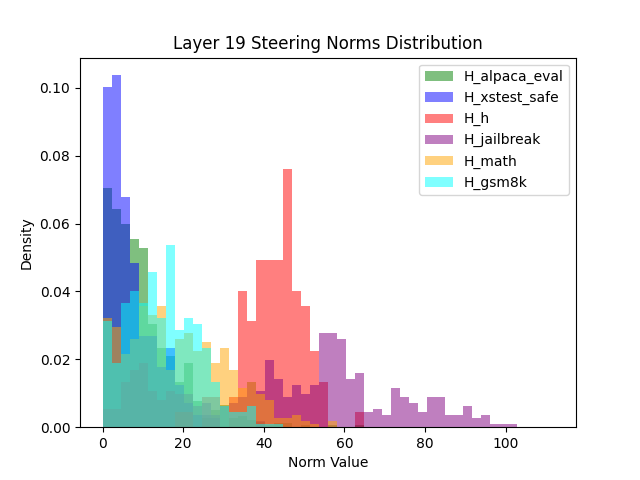 Layer 19 Steering Norms Distribution
H_alpaca_eval
H_xstest_safe
H_h
H_jailbreak
H_math
H_gsm8k
Density
0.10
0.08
0.06
0.04
0.02
0.00
0 20 40 60 80 100
Norm Value